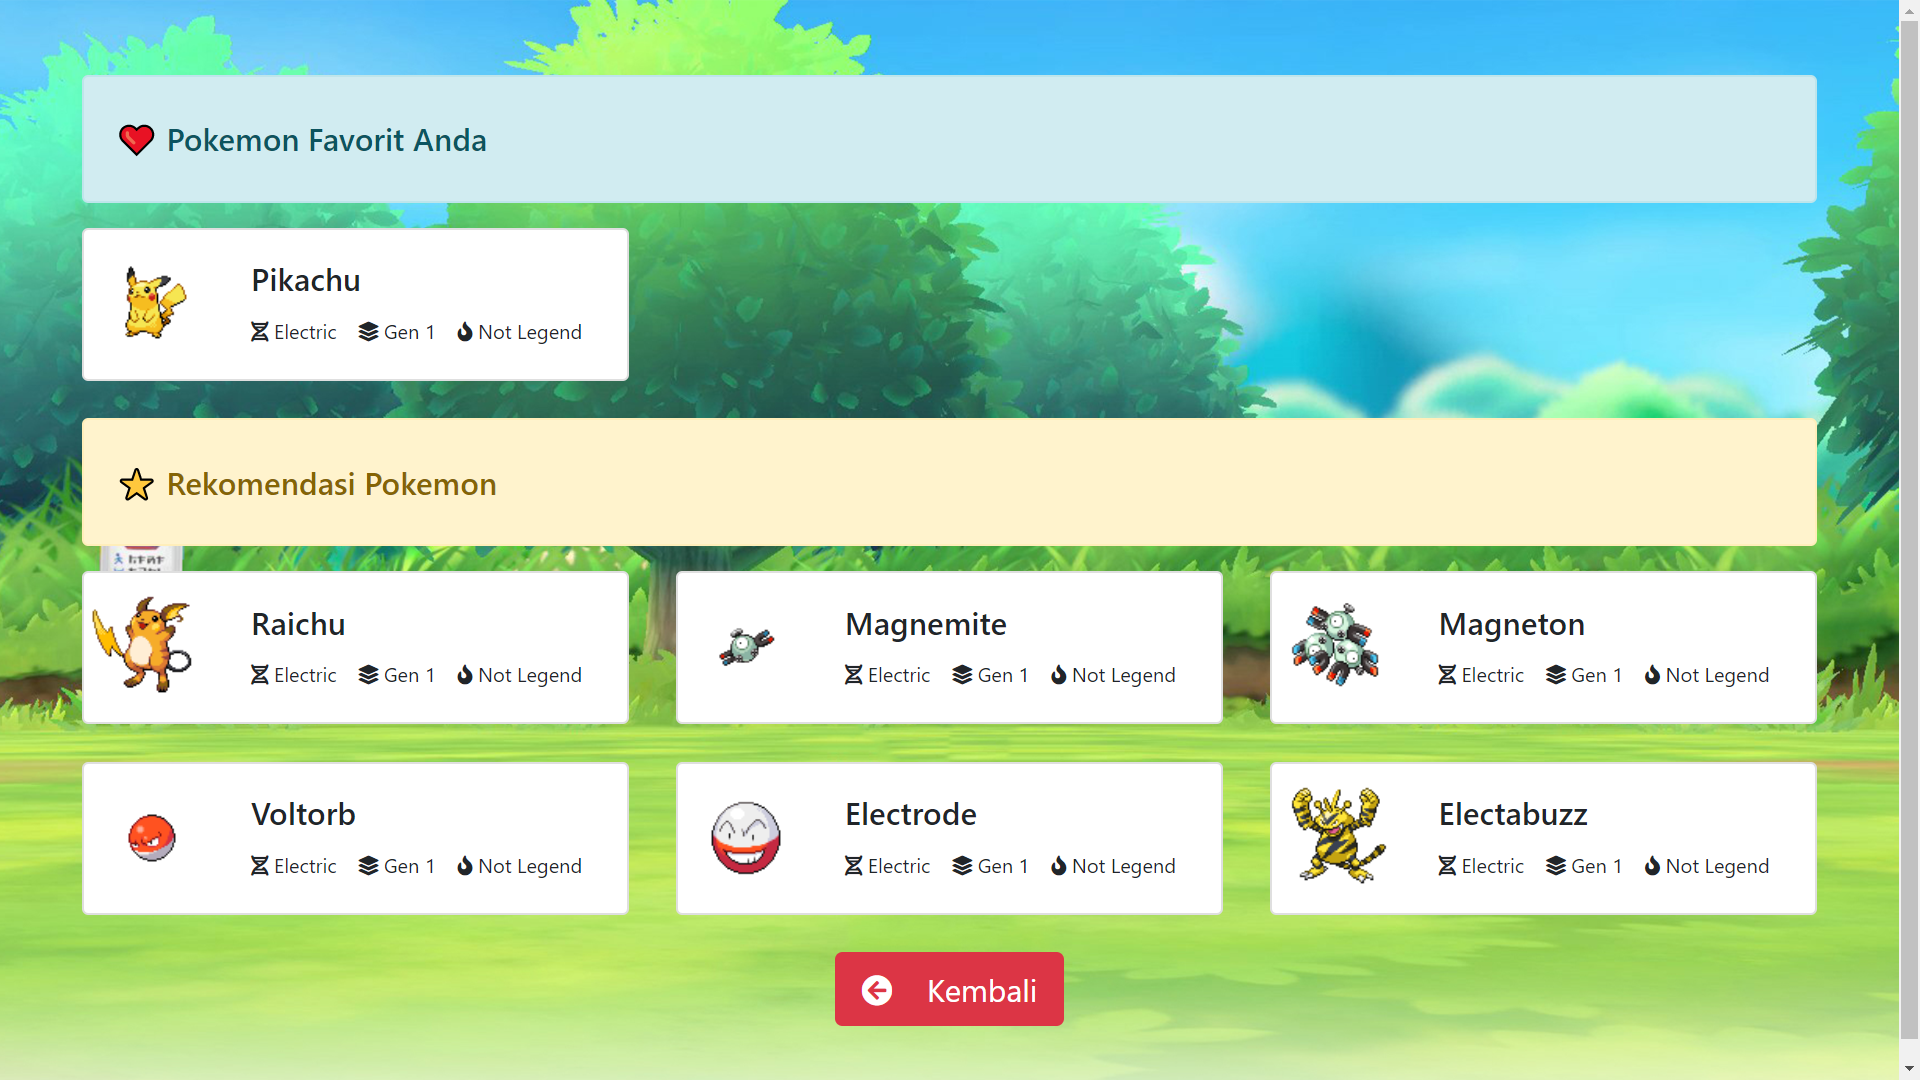 Pokemon Favorit Anda
Pikachu
Electric Gen 1 Not Legend
Rekomendasi Pokemon
Raichu
Electric Gen 1 Not Legend
Magnemite
Electric Gen 1 Not Legend
Magneton
Electric Gen 1 Not Legend
Voltorb
Electric Gen 1 Not Legend
Electrode
Electric Gen 1 Not Legend
Electabuzz
Electric Gen 1 Not Legend
Kembali